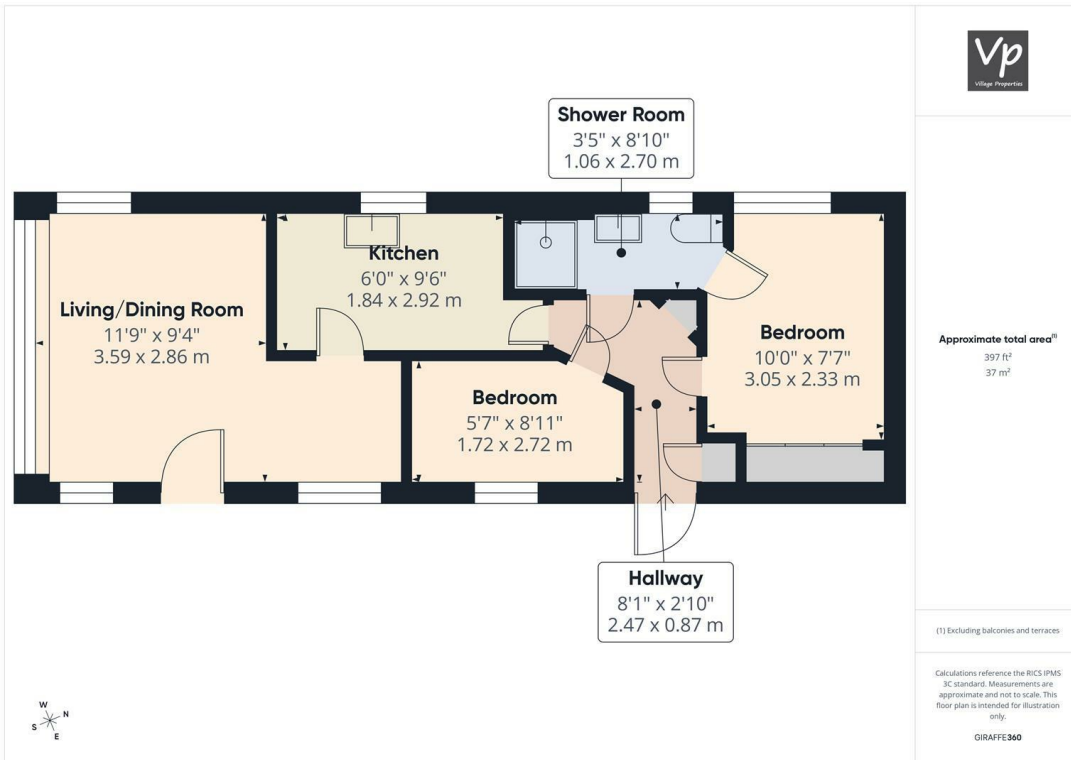 Vp
Village Properties
Shower Room
3'5" x 8'10"
1.06 x 2.70 m
Kitchen
6'0" x 9'6"
1.84 x 2.92 m
Living/Dining Room
11'9" x 9'4"
3.59 x 2.86 m
Bedroom
10'0" x 7'7"
3.05 x 2.33 m
Bedroom
5'7" x 8'11"
1.72 x 2.72 m
Hallway
8'1" x 2'10"
2.47 x 0.87 m
W
N
S
E
Approximate total area⁽¹⁾
397 ft²
37 m²
(1) Excluding balconies and terraces
Calculations reference the RICS IPMS
3C standard. Measurements are
approximate and not to scale. This
floor plan is intended for illustration
only.
GIRAFFE360